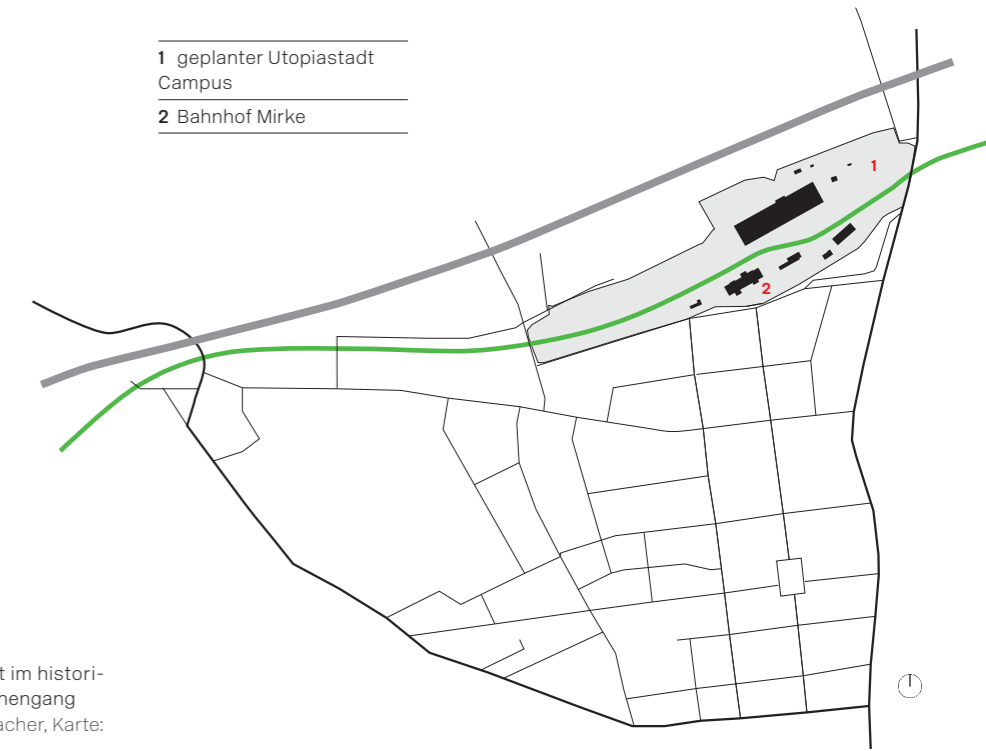 1 geplanter Utopiastadt
Campus
2 Bahnhof Mirke
1
2
t im histori-
hengang
acher, Karte: